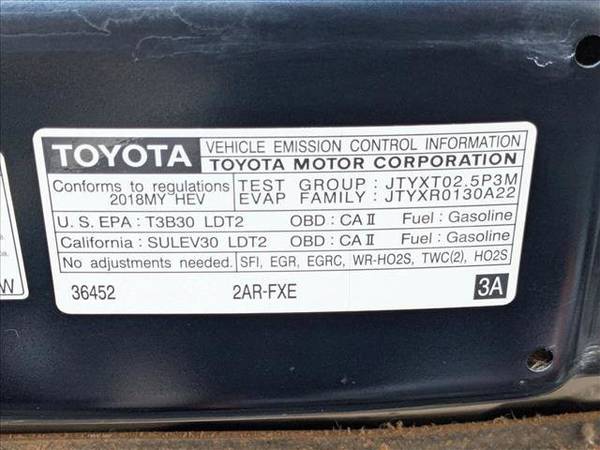 TOYOTA
VEHICLE EMISSION CONTROL INFORMATION
TOYOTA MOTOR CORPORATION
Conforms to regulations
2018MY HEV
TEST GROUP : JTYXT02.5P3M
EVAP FAMILY: JTYXR0130A22
U. S. EPA : T3B30 LDT2 OBD : CA II Fuel : Gasoline
California : SULEV30 LDT2 OBD : CA II Fuel : Gasoline
No adjustments needed. SFI, EGR, EGRC, WR-HO2S, TWC(2), HO2S
36452 2AR-FXE 3A
W